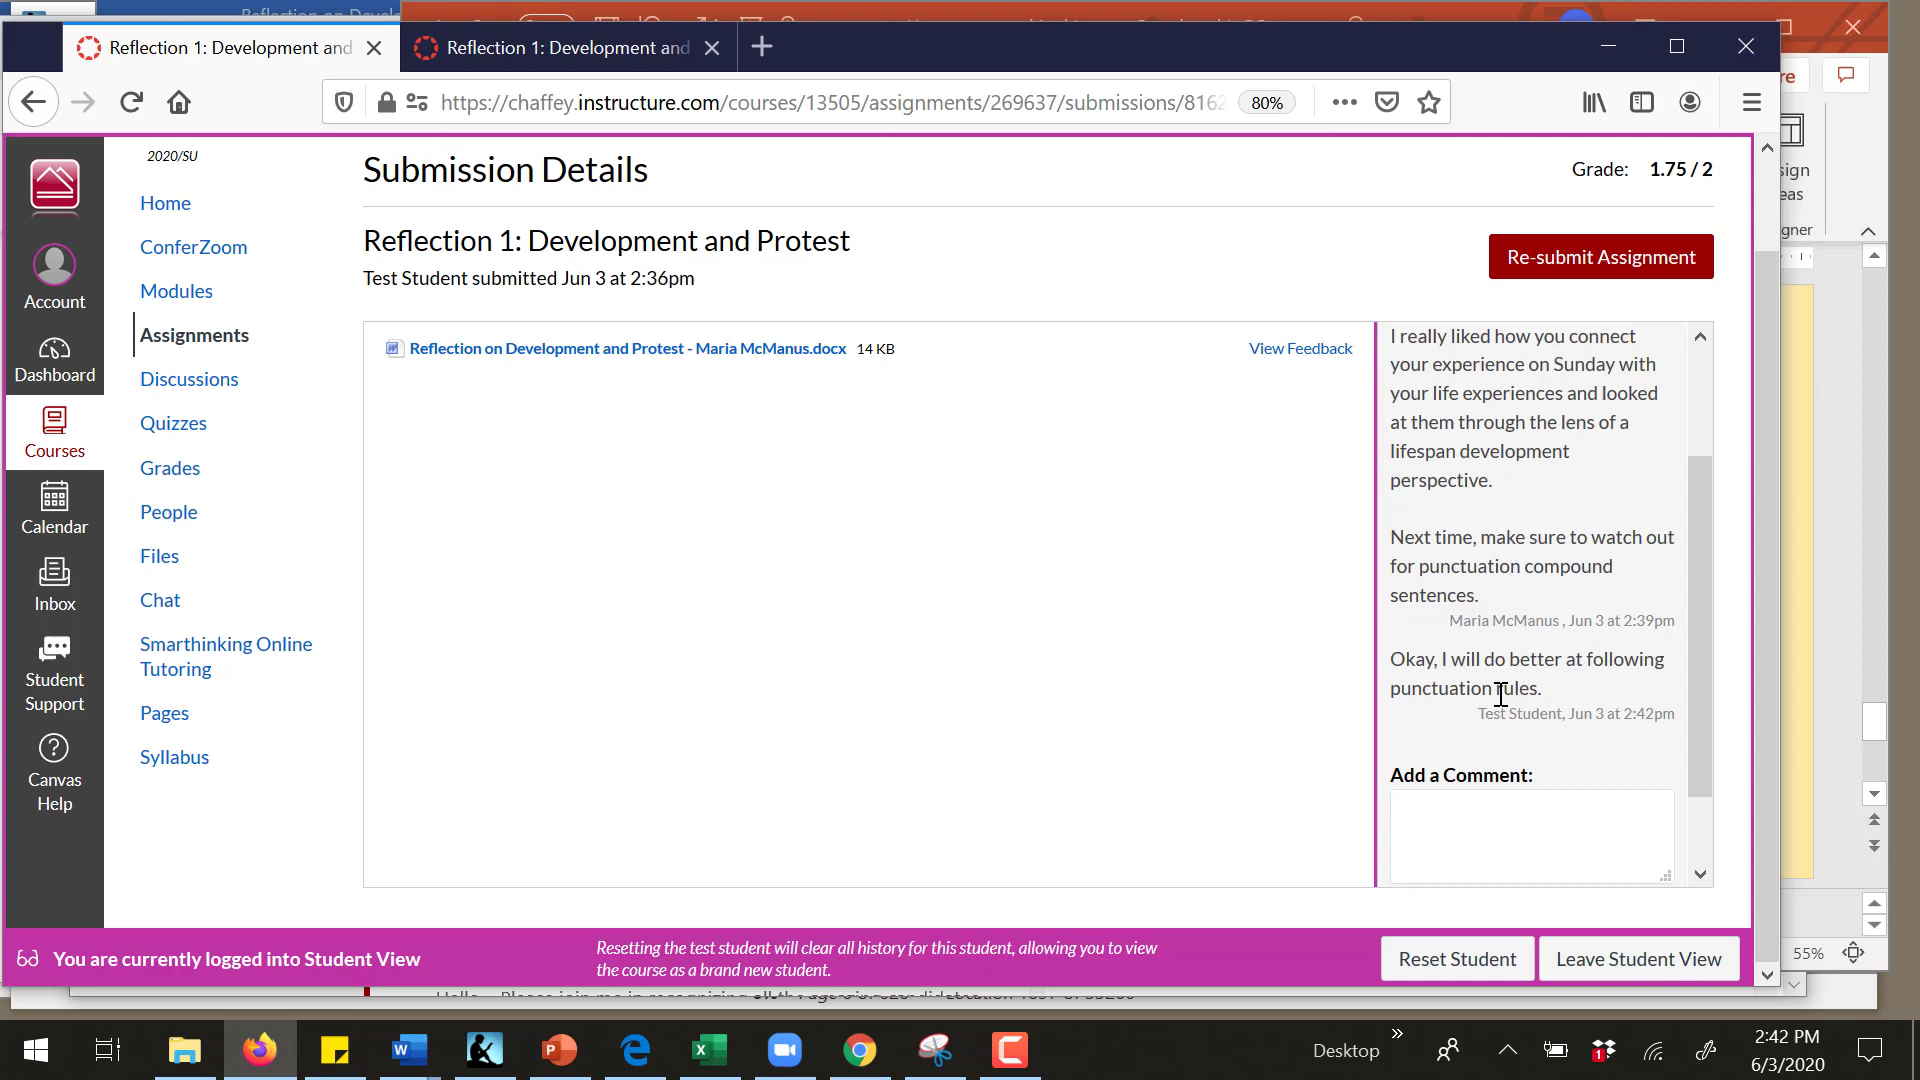 Reflection 1: Development and
Reflection 1: Development and
https://chaffey.instructure.com/courses/13505/assignments/269637/submissions/8162
80%
2020/SU
Account
Dashboard
Courses
Calendar
Inbox
Student
Support
Canvas
Help
Home
ConferZoom
Modules
Assignments
Discussions
Quizzes
Grades
People
Files
Chat
Smarthinking Online
Tutoring
Pages
Syllabus
Submission Details
Grade: 1.75 / 2
Reflection 1: Development and Protest
Test Student submitted Jun 3 at 2:36pm
Re-submit Assignment
Reflection on Development and Protest - Maria McManus.docx 14 KB
View Feedback
I really liked how you connect
your experience on Sunday with
your life experiences and looked
at them through the lens of a
lifespan development
perspective.
Next time, make sure to watch out
for punctuation compound
sentences.
Maria McManus , Jun 3 at 2:39pm
Okay, I will do better at following
punctuation rules.
Test Student, Jun 3 at 2:42pm
Add a Comment:
You are currently logged into Student View
Resetting the test student will clear all history for this student, allowing you to view
the course as a brand new student.
Reset Student
Leave Student View
re
sign
eas
gner
55%
Desktop
1
2:42 PM
6/3/2020